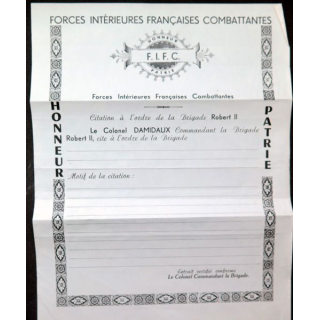 FORCES INTÉRIEURES FRANÇAISES COMBATTANTES
HONNEUR
F.I.F.C.
PATRIE
Forces Intérieures Françaises Combattantes
Citation à l'ordre de la Brigade Robert II
Le Colonel DAMIDAUX Commandant la Brigade
Robert II, cite à l'ordre de la Brigade
HONNEUR
PATRIE
Motif de la citation :
Extrait certifié conforme
Le Colonel Commandant la Brigade.